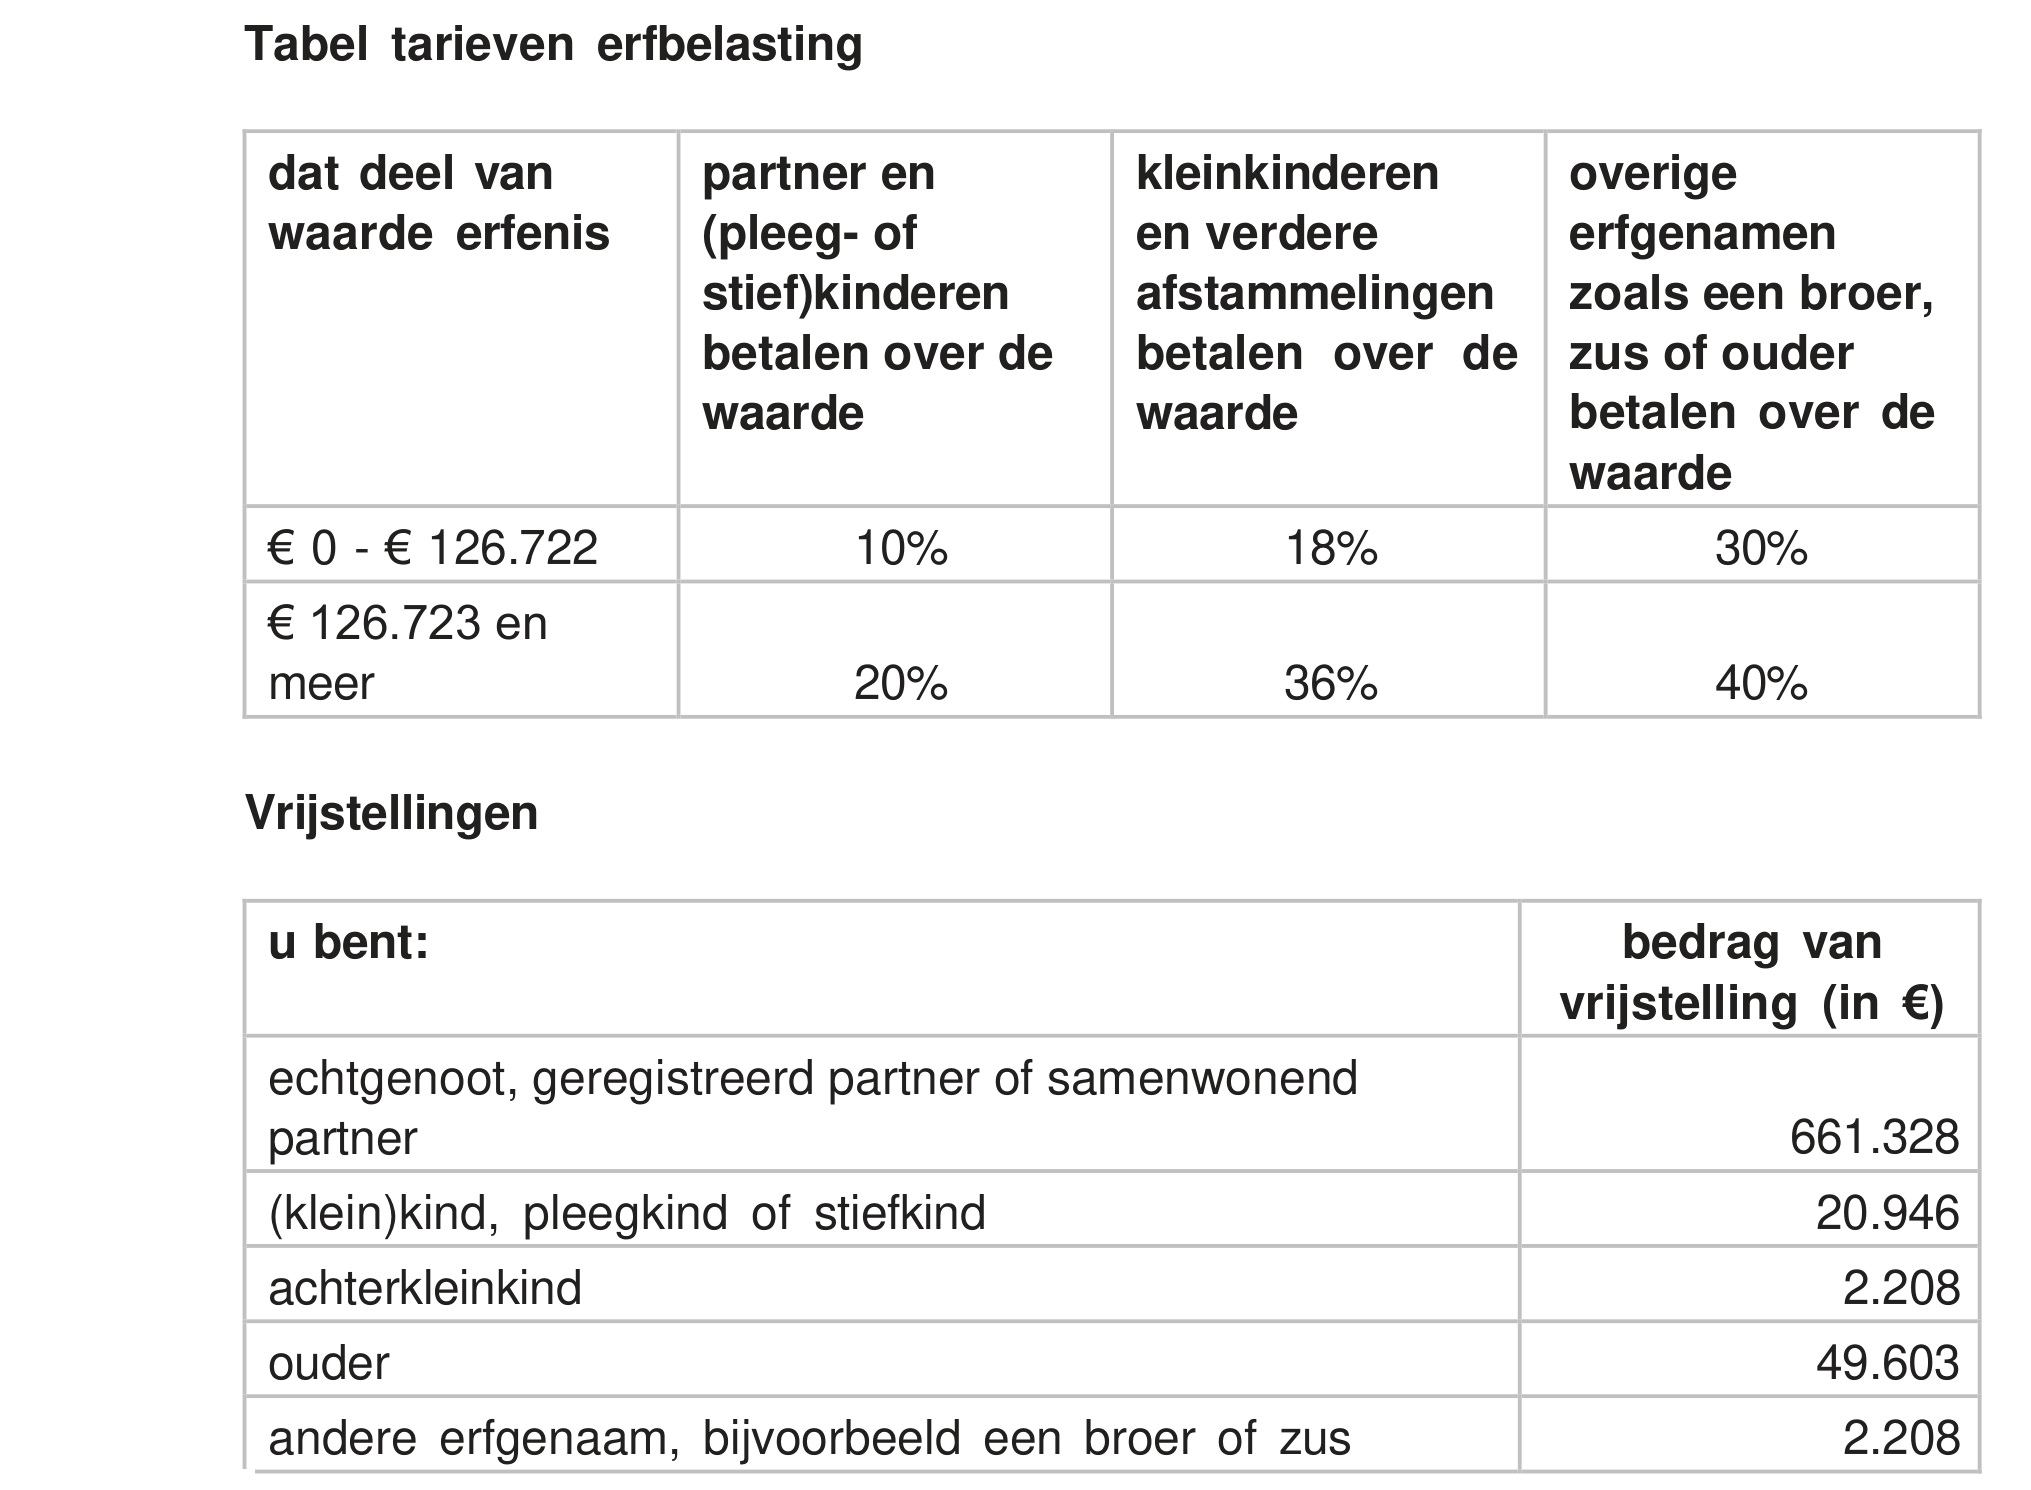 Tabel tarieven erfbelasting
dat deel van
waarde erfenis
partner en
(pleeg- of
stief)kinderen
betalen over de
waarde
kleinkinderen
en verdere
afstammelingen
betalen over de
waarde
overige
erfgenamen
zoals een broer,
zus of ouder
betalen over de
waarde
€ 0 - € 126.722
10%
18%
30%
€ 126.723 en
meer
20%
36%
40%
Vrijstellingen
u bent:
bedrag van
vrijstelling (in €)
echtgenoot, geregistreerd partner of samenwonend
partner
661.328
(klein)kind, pleegkind of stiefkind
20.946
achterkleinkind
2.208
ouder
49.603
andere erfgenaam, bijvoorbeeld een broer of zus
2.208